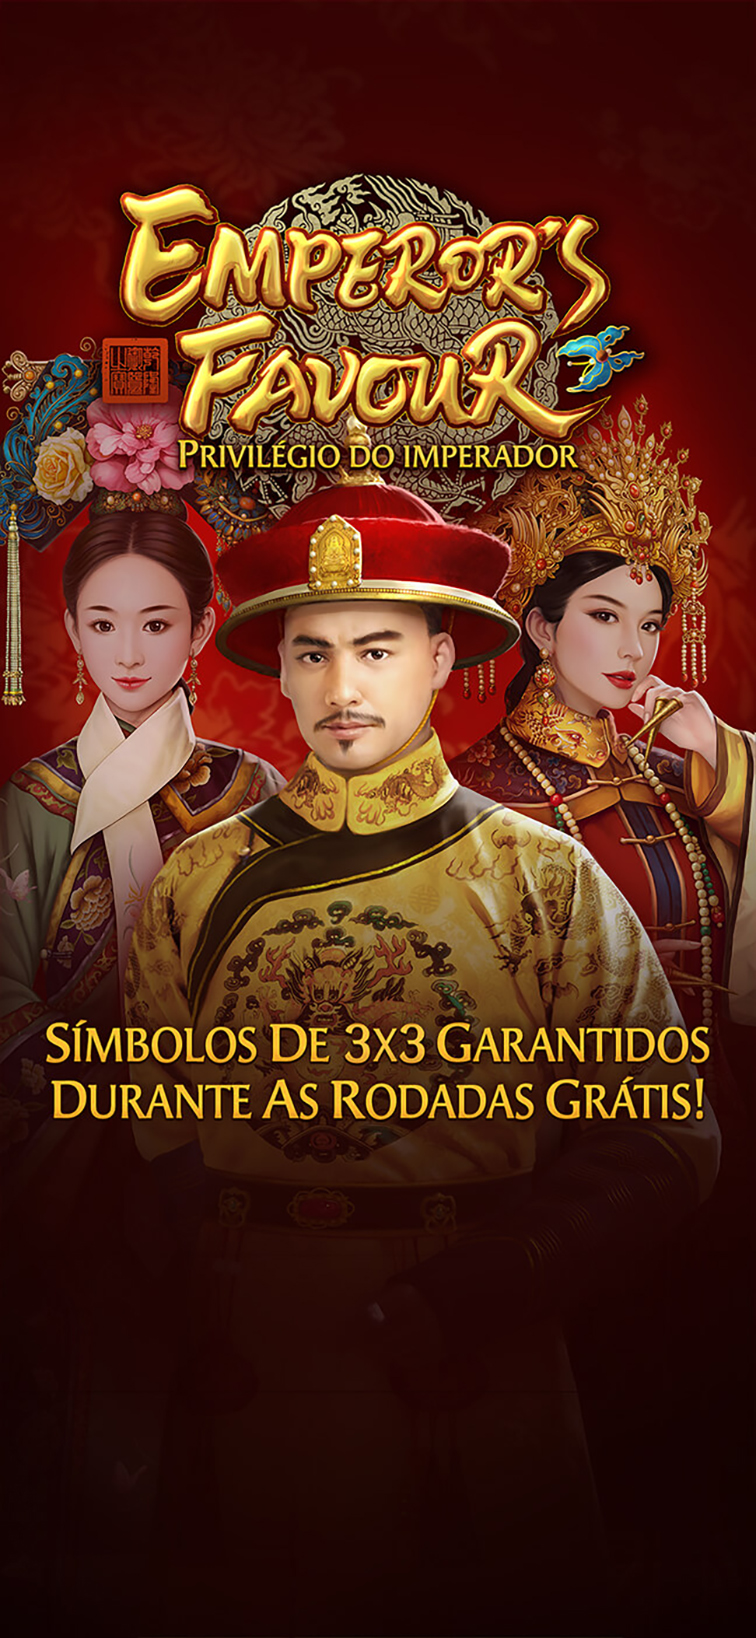 EMPEROR'S
FAVOUR
PRIVILÉGIO DO IMPERADOR
SÍMBOLOS DE 3X3 GARANTIDOS
DURANTE AS RODADAS GRÁTIS!